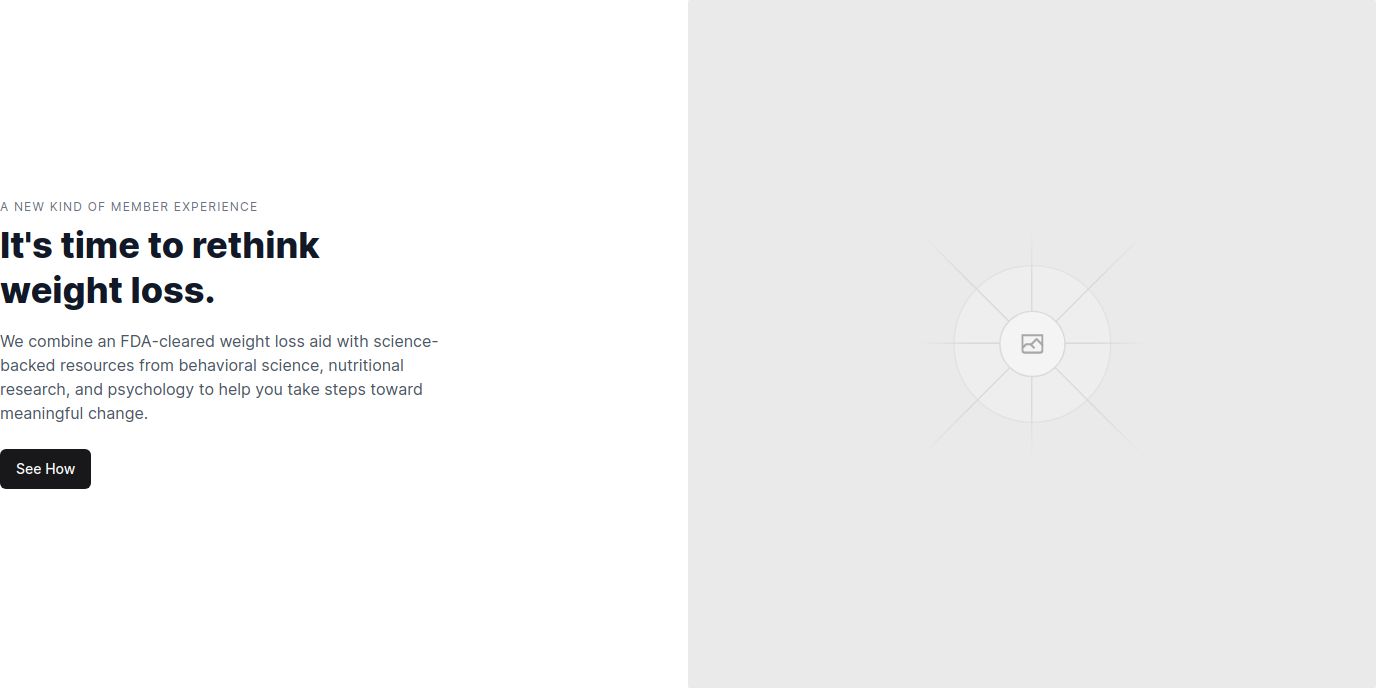 A NEW KIND OF MEMBER EXPERIENCE
It's time to rethink
weight loss.
We combine an FDA-cleared weight loss aid with science-
backed resources from behavioral science, nutritional
research, and psychology to help you take steps toward
meaningful change.
See How